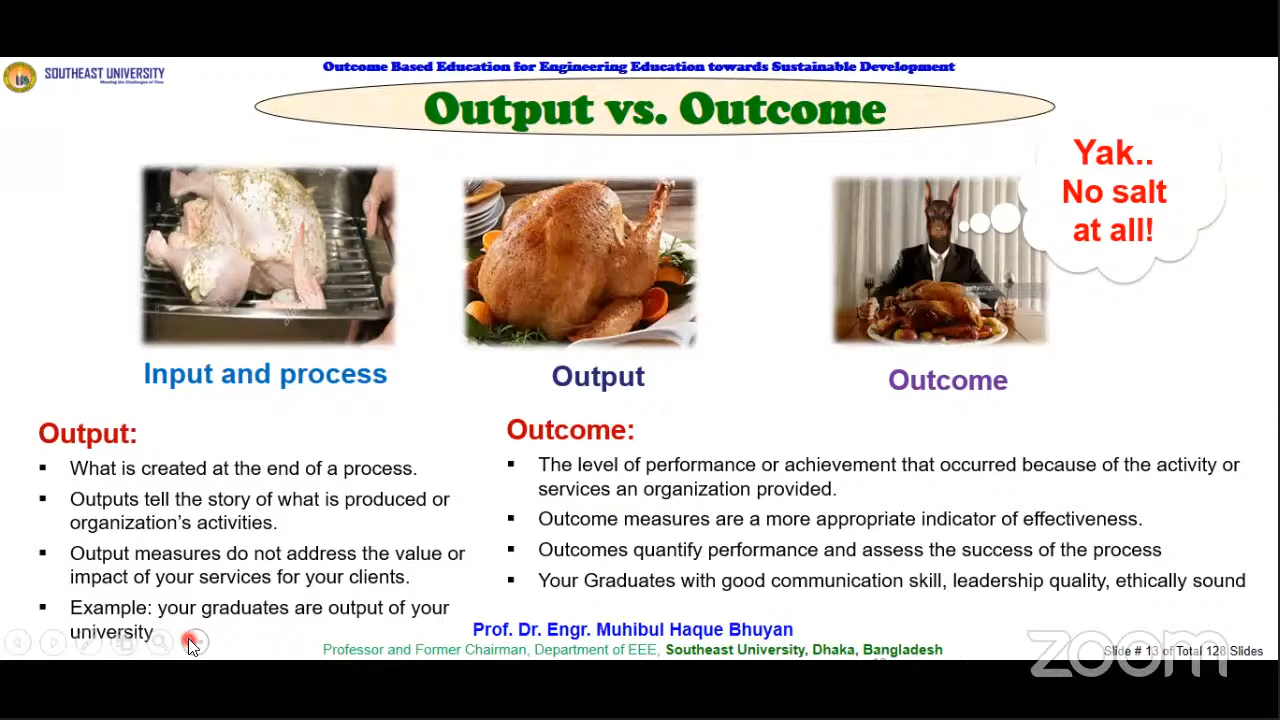 SOUTHEAST UNIVERSITY
Meeting the Challenges of Time
Outcome Based Education for Engineering Education towards Sustainable Development
Output vs. Outcome
Yak..
No salt
at all!
Input and process
Output
Outcome
Output:
▪ What is created at the end of a process.
▪ Outputs tell the story of what is produced or
organization's activities.
▪ Output measures do not address the value or
impact of your services for your clients.
▪ Example: your graduates are output of your
university
Outcome:
▪ The level of performance or achievement that occurred because of the activity or
services an organization provided.
▪ Outcome measures are a more appropriate indicator of effectiveness.
▪ Outcomes quantify performance and assess the success of the process
▪ Your Graduates with good communication skill, leadership quality, ethically sound
Prof. Dr. Engr. Muhibul Haque Bhuyan
Professor and Former Chairman, Department of EEE, Southeast University, Dhaka, Bangladesh
Slide # 13 of Total 128 Slides
zoom